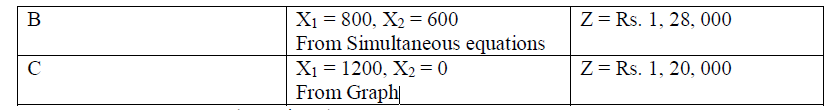 B X₁ = 800, X₂ = 600 Z = Rs. 1, 28, 000
From Simultaneous equations
C X₁ = 1200, X₂ = 0 Z = Rs. 1, 20, 000
From Graph